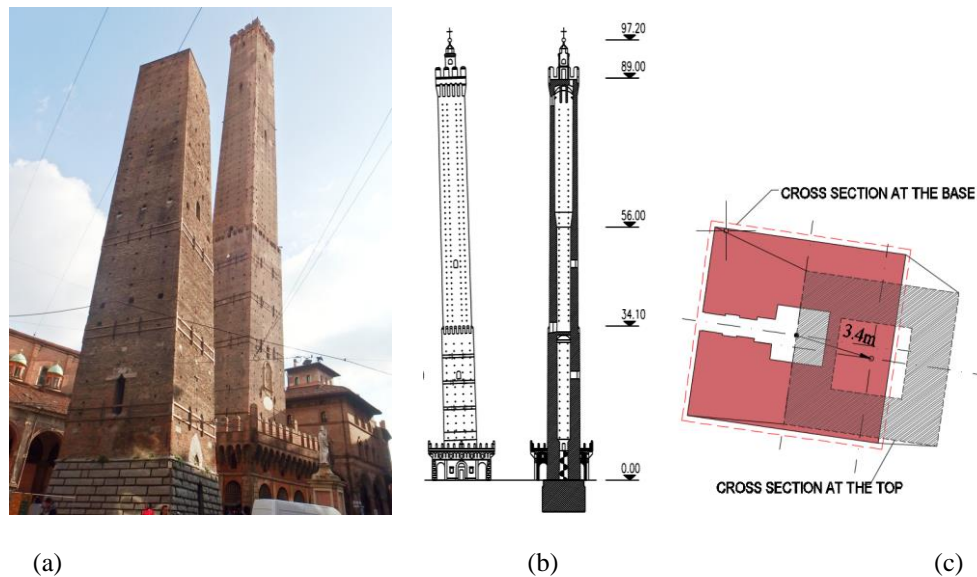 97.20
89.00
56.00
34.10
0.00
CROSS SECTION AT THE BASE
3.4m
CROSS SECTION AT THE TOP
(a) (b) (c)